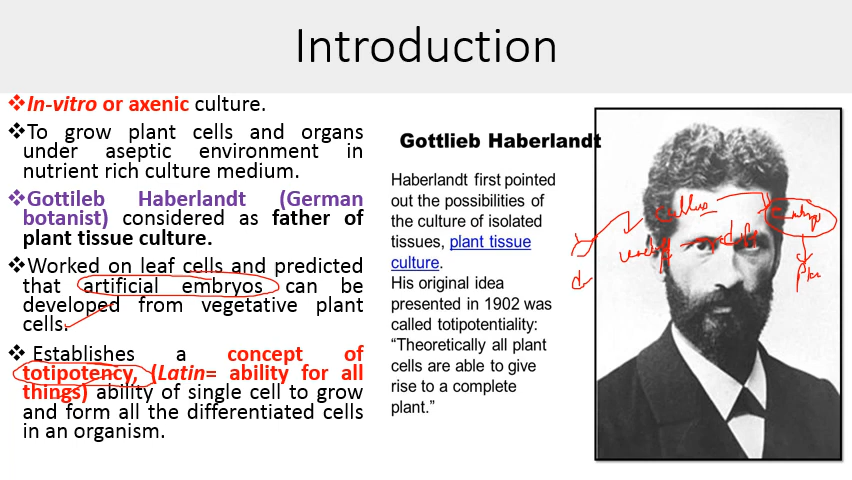 Introduction
❖In-vitro or axenic culture.
❖To grow plant cells and organs
under aseptic environment in
nutrient rich culture medium.
❖Gottileb Haberlandt (German
botanist) considered as father of
plant tissue culture.
❖Worked on leaf cells and predicted
that artificial embryos can be
developed from vegetative plant
cells.
❖ Establishes a concept of
totipotency, (Latin= ability for all
things) ability of single cell to grow
and form all the differentiated cells
in an organism.
Gottlieb Haberlandt
Haberlandt first pointed
out the possibilities of
the culture of isolated
tissues, plant tissue
culture.
His original idea
presented in 1902 was
called totipotentiality:
“Theoretically all plant
cells are able to give
rise to a complete
plant.”
callus